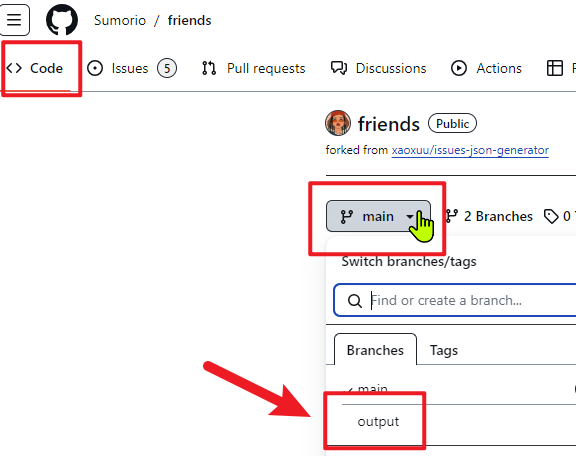 Sumorio / friends
Code Issues 5 Pull requests Discussions Actions
friends Public
forked from xaoxuu/issues-json-generator
main 2 Branches 0
Switch branches/tags
Find or create a branch...
Branches Tags
main
output